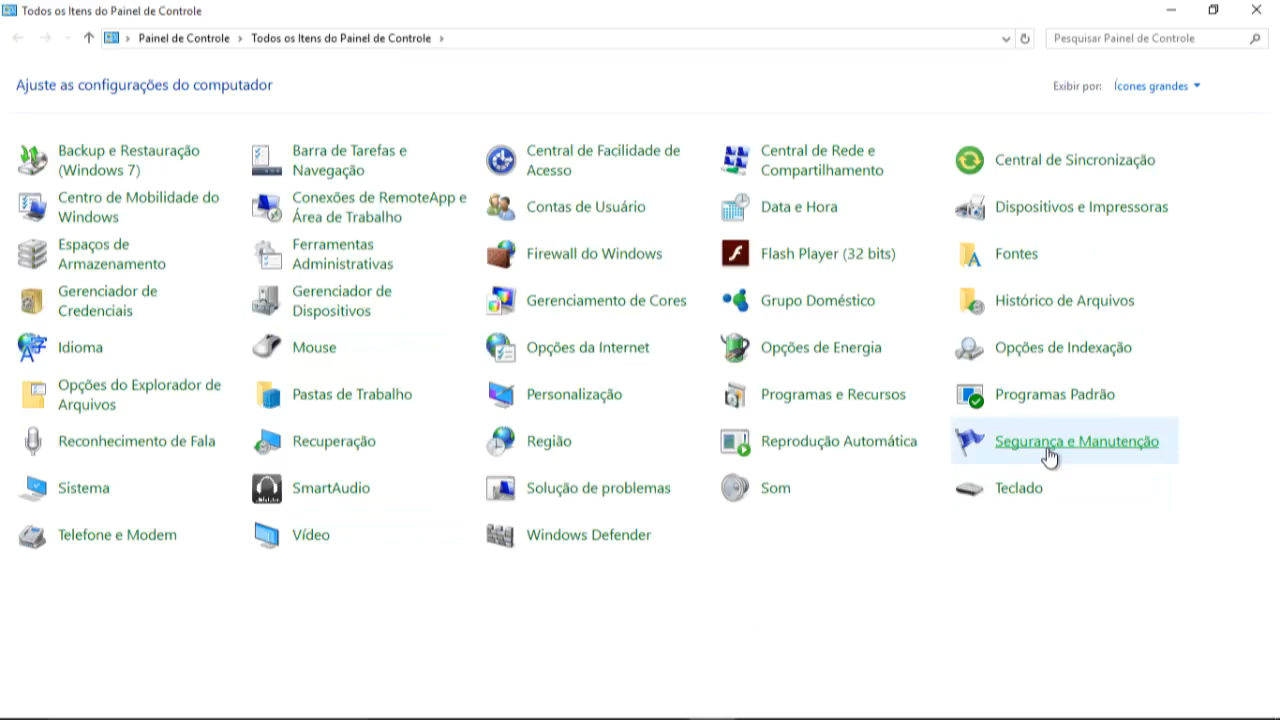 Todos os Itens do Painel de Controle
Painel de Controle
Todos os Itens do Painel de Controle
Pesquisar Painel de Controle
Ajuste as configurações do computador
Exibir por:
Ícones grandes
Backup e Restauração
(Windows 7)
Barra de Tarefas e
Navegação
Central de Facilidade de
Acesso
Central de Rede e
Compartilhamento
Central de Sincronização
Centro de Mobilidade do
Windows
Conexões de RemoteApp e
Área de Trabalho
Contas de Usuário
Data e Hora
Dispositivos e Impressoras
Espaços de
Armazenamento
Ferramentas
Administrativas
Firewall do Windows
Flash Player (32 bits)
Fontes
Gerenciador de
Credenciais
Gerenciador de
Dispositivos
Gerenciamento de Cores
Grupo Doméstico
Histórico de Arquivos
Idioma
Mouse
Opções da Internet
Opções de Energia
Opções de Indexação
Opções do Explorador de
Arquivos
Pastas de Trabalho
Personalização
Programas e Recursos
Programas Padrão
Reconhecimento de Fala
Recuperação
Região
Reprodução Automática
Segurança e Manutenção
Sistema
SmartAudio
Solução de problemas
Som
Teclado
Telefone e Modem
Vídeo
Windows Defender